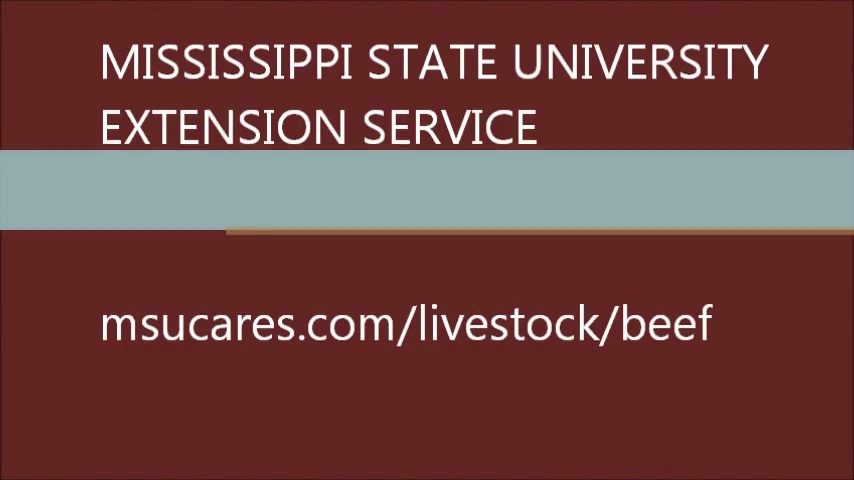 MISSISSIPPI STATE UNIVERSITY
EXTENSION SERVICE
msucares.com/livestock/beef